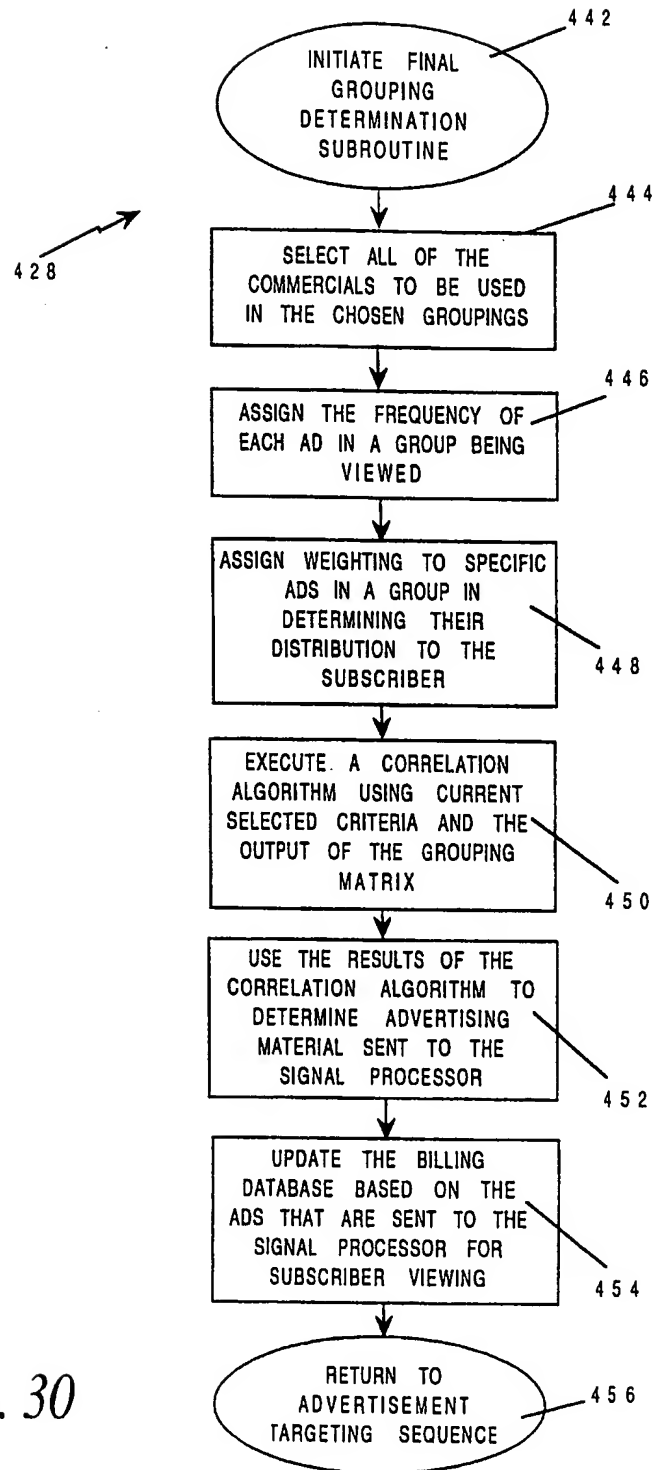 442
INITIATE FINAL
GROUPING
DETERMINATION
SUBROUTINE
428
444
SELECT ALL OF THE
COMMERCIALS TO BE USED
IN THE CHOSEN GROUPINGS
446
ASSIGN THE FREQUENCY OF
EACH AD IN A GROUP BEING
VIEWED
ASSIGN WEIGHTING TO SPECIFIC
ADS IN A GROUP IN
DETERMINING THEIR
DISTRIBUTION TO THE
SUBSCRIBER
448
EXECUTE. A CORRELATION
ALGORITHM USING CURRENT
SELECTED CRITERIA AND THE
OUTPUT OF THE GROUPING
MATRIX
450
USE THE RESULTS OF THE
CORRELATION ALGORITHM TO
DETERMINE ADVERTISING
MATERIAL SENT TO THE
SIGNAL PROCESSOR
452
UPDATE THE BILLING
DATABASE BASED ON THE
ADS THAT ARE SENT TO THE
SIGNAL PROCESSOR FOR
SUBSCRIBER VIEWING
454
RETURN TO
ADVERTISEMENT
TARGETING SEQUENCE
456
. 30